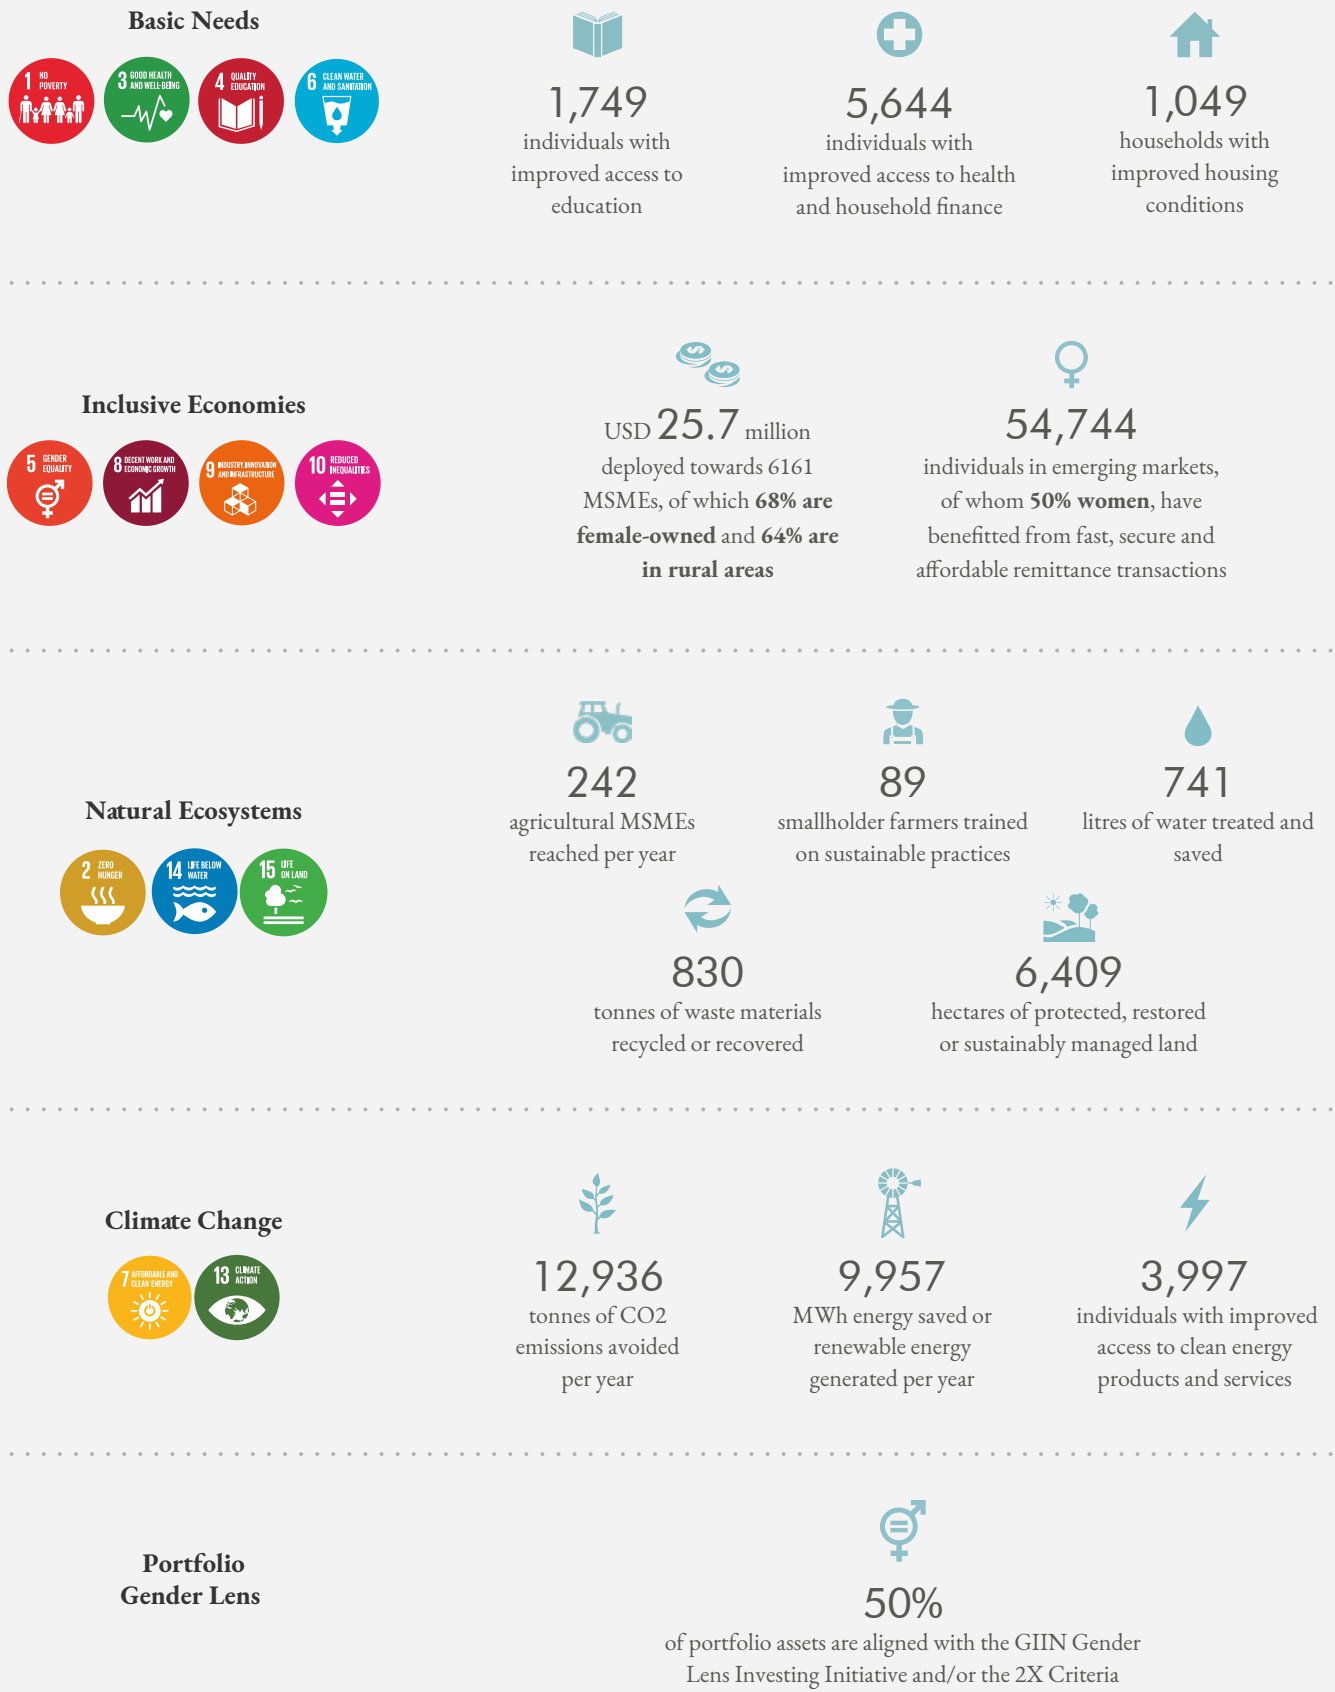 Basic Needs
1 NO
POVERTY
3 GOOD HEALTH
AND WELL-BEING
4 QUALITY
EDUCATION
6 CLEAN WATER
AND SANITATION
1,749
individuals with
improved access to
education
5,644
individuals with
improved access to health
and household finance
1,049
households with
improved housing
conditions
Inclusive Economies
5 GENDER
EQUALITY
8 DECENT WORK AND
ECONOMIC GROWTH
9 INDUSTRY, INNOVATION
AND INFRASTRUCTURE
10 REDUCED
INEQUALITIES
USD 25.7 million
deployed towards 6161
MSMEs, of which 68% are
female-owned and 64% are
in rural areas
54,744
individuals in emerging markets,
of whom 50% women, have
benefitted from fast, secure and
affordable remittance transactions
Natural Ecosystems
2 ZERO
HUNGER
14 LIFE BELOW
WATER
15 LIFE
ON LAND
242
agricultural MSMEs
reached per year
89
smallholder farmers trained
on sustainable practices
741
litres of water treated and
saved
830
tonnes of waste materials
recycled or recovered
6,409
hectares of protected, restored
or sustainably managed land
Climate Change
7 AFFORDABLE AND
CLEAN ENERGY
13 CLIMATE
ACTION
12,936
tonnes of CO2
emissions avoided
per year
9,957
MWh energy saved or
renewable energy
generated per year
3,997
individuals with improved
access to clean energy
products and services
Portfolio
Gender Lens
50%
of portfolio assets are aligned with the GIIN Gender
Lens Investing Initiative and/or the 2X Criteria